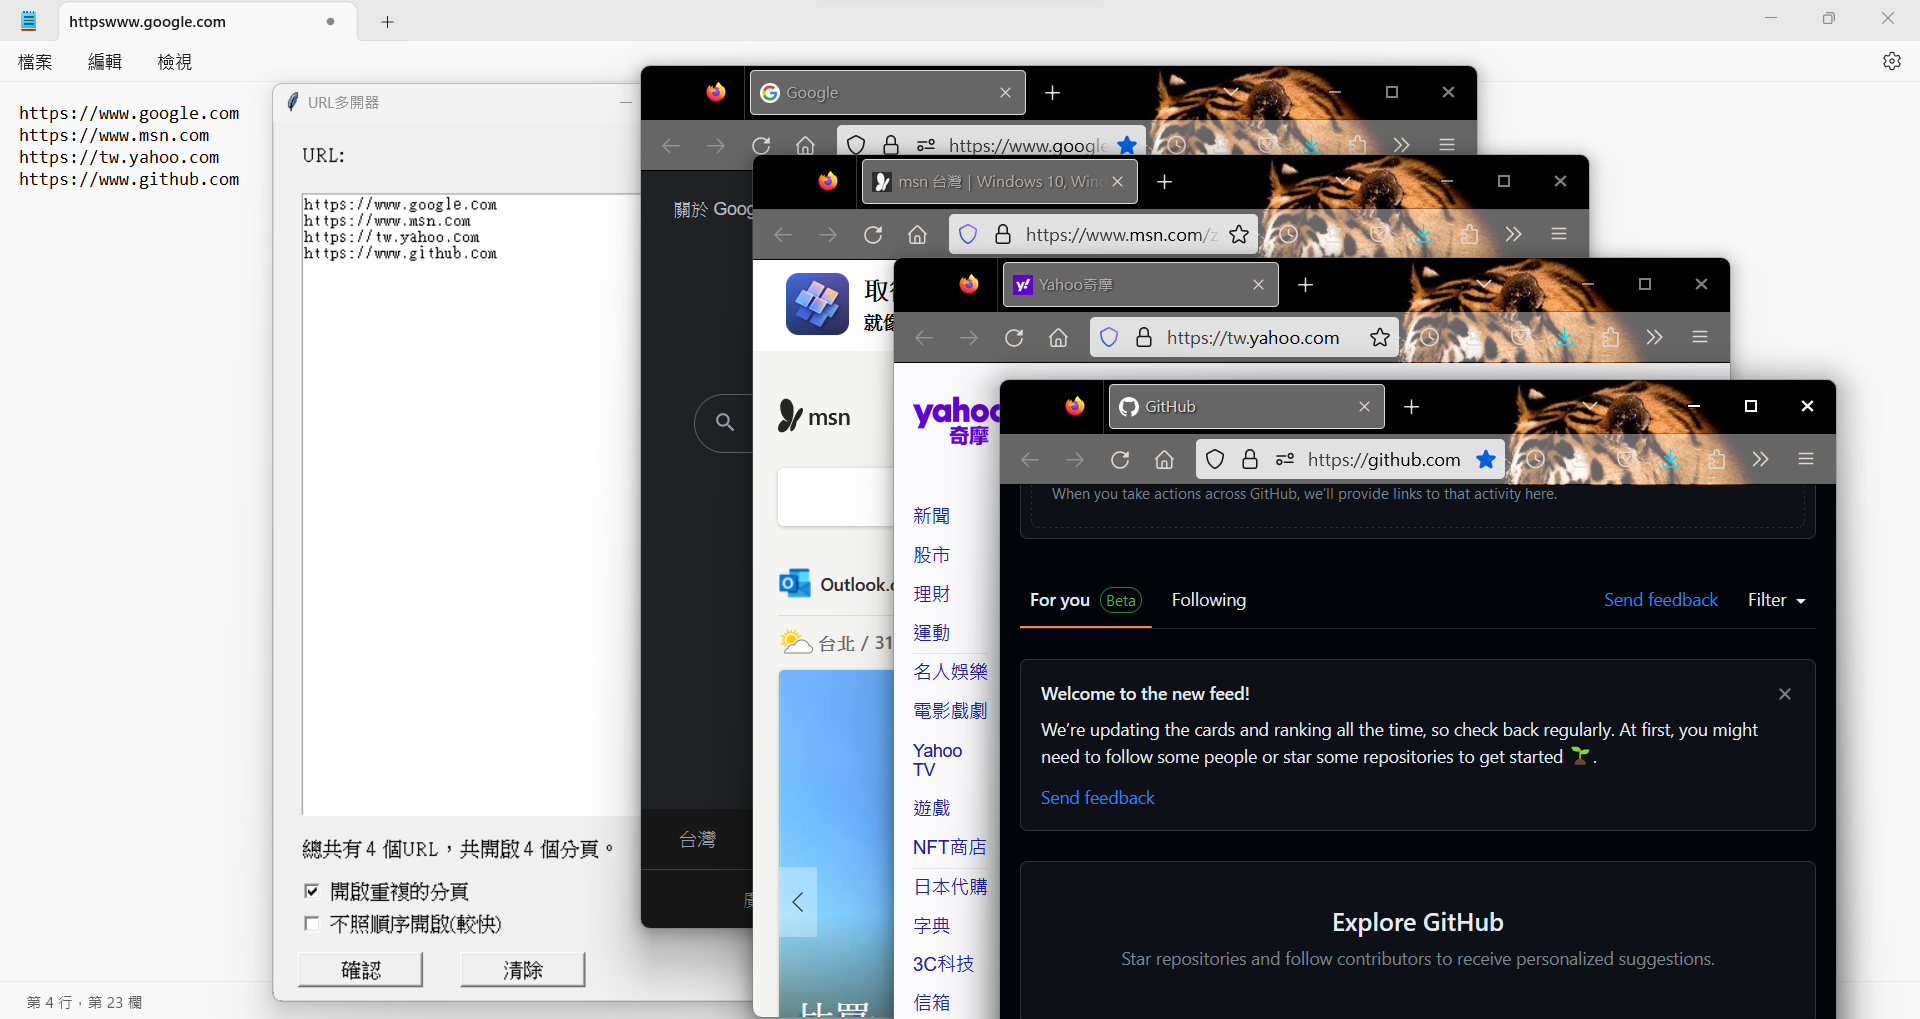 httpswww.google.com
檔案 編輯 檢視
https://www.google.com
https://www.msn.com
https://tw.yahoo.com
https://www.github.com
第 4 行，第 23 欄
URL多開器
URL:
https://www.google.com
https://www.msn.com
https://tw.yahoo.com
https://www.github.com
總共有 4 個URL，共開啟 4 個分頁。
開啟重複的分頁
不照順序開啟(較快)
確認 清除
Google
https://www.google
關於 Goog
台灣
msn 台灣 | Windows 10, Wind
https://www.msn.com/z
取
就像
msn
Outlook.c
台北 / 31
比買
Yahoo奇摩
https://tw.yahoo.com
yahoo
奇摩
新聞
股市
理財
運動
名人娛樂
電影戲劇
Yahoo
TV
遊戲
NFT商店
日本代購
字典
3C科技
信箱
GitHub
https://github.com
When you take actions across GitHub, we’ll provide links to that activity here.
For you Beta Following Send feedback Filter
Welcome to the new feed!
We’re updating the cards and ranking all the time, so check back regularly. At first, you might
need to follow some people or star some repositories to get started 🌱.
Send feedback
Explore GitHub
Star repositories and follow contributors to receive personalized suggestions.